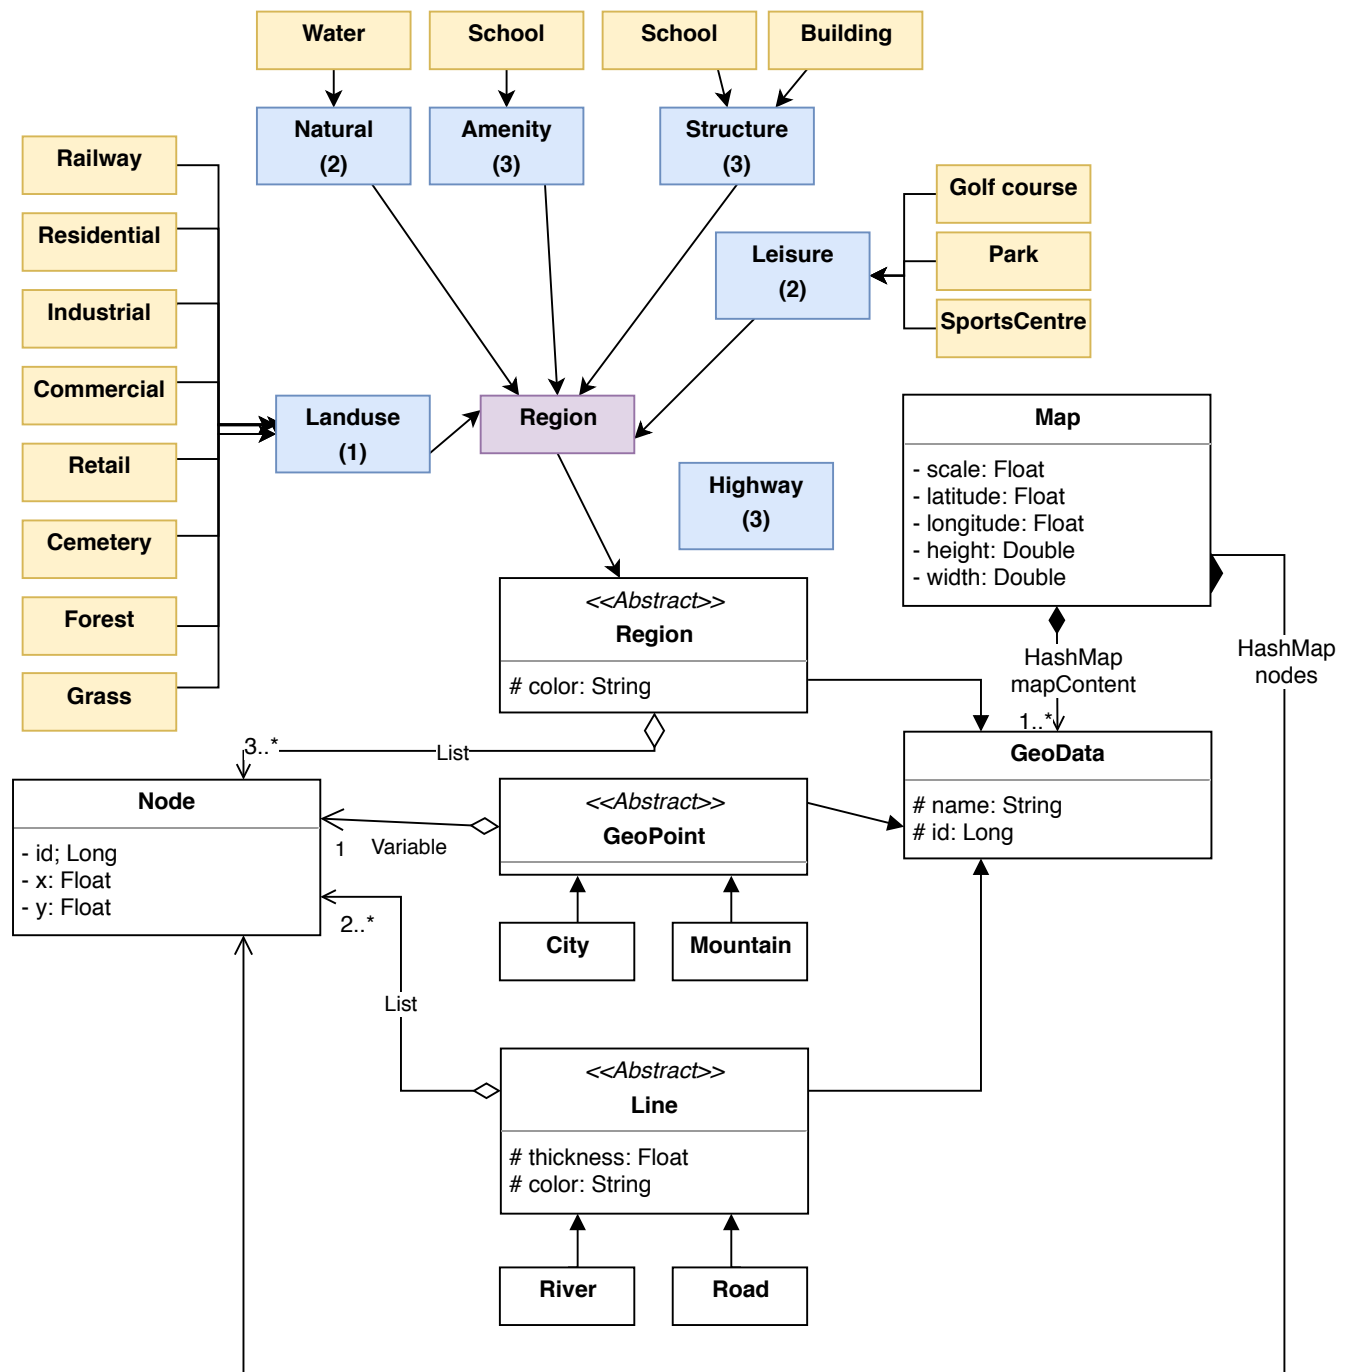 Water
School
School
Building
Natural
(2)
Amenity
(3)
Structure
(3)
Railway
Residential
Industrial
Commercial
Retail
Cemetery
Forest
Grass
Golf course
Park
SportsCentre
Leisure
(2)
Landuse
(1)
Region
Highway
(3)
Map
- scale: Float
- latitude: Float
- longitude: Float
- height: Double
- width: Double
HashMap
mapContent
1..*
HashMap
nodes
<<Abstract>>
Region
# color: String
3..*
List
Node
- id; Long
- x: Float
- y: Float
1
Variable
2..*
List
<<Abstract>>
GeoPoint
GeoData
# name: String
# id: Long
City
Mountain
<<Abstract>>
Line
# thickness: Float
# color: String
River
Road